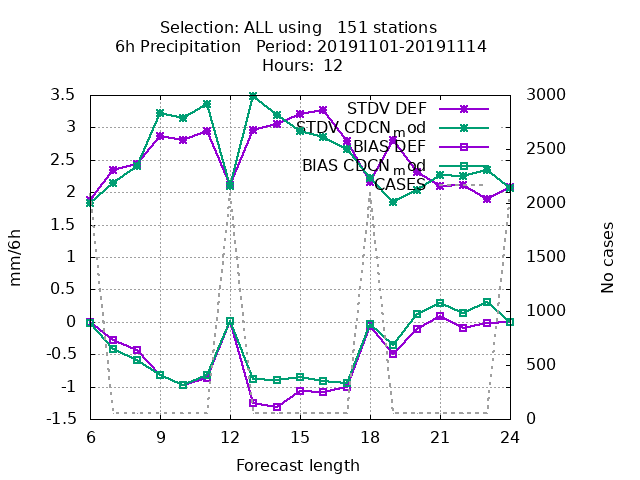 Selection: ALL using   151 stations
6h Precipitation   Period: 20191101-20191114
Hours:  12
3.5
3
2.5
2
1.5
1
0.5
0
-0.5
-1
-1.5
3000
2500
2000
1500
1000
500
0
STDV DEF
STDV CDCN_mod
BIAS DEF
BIAS CDCN_mod
CASES
mm/6h
No cases
6 9 12 15 18 21 24
Forecast length